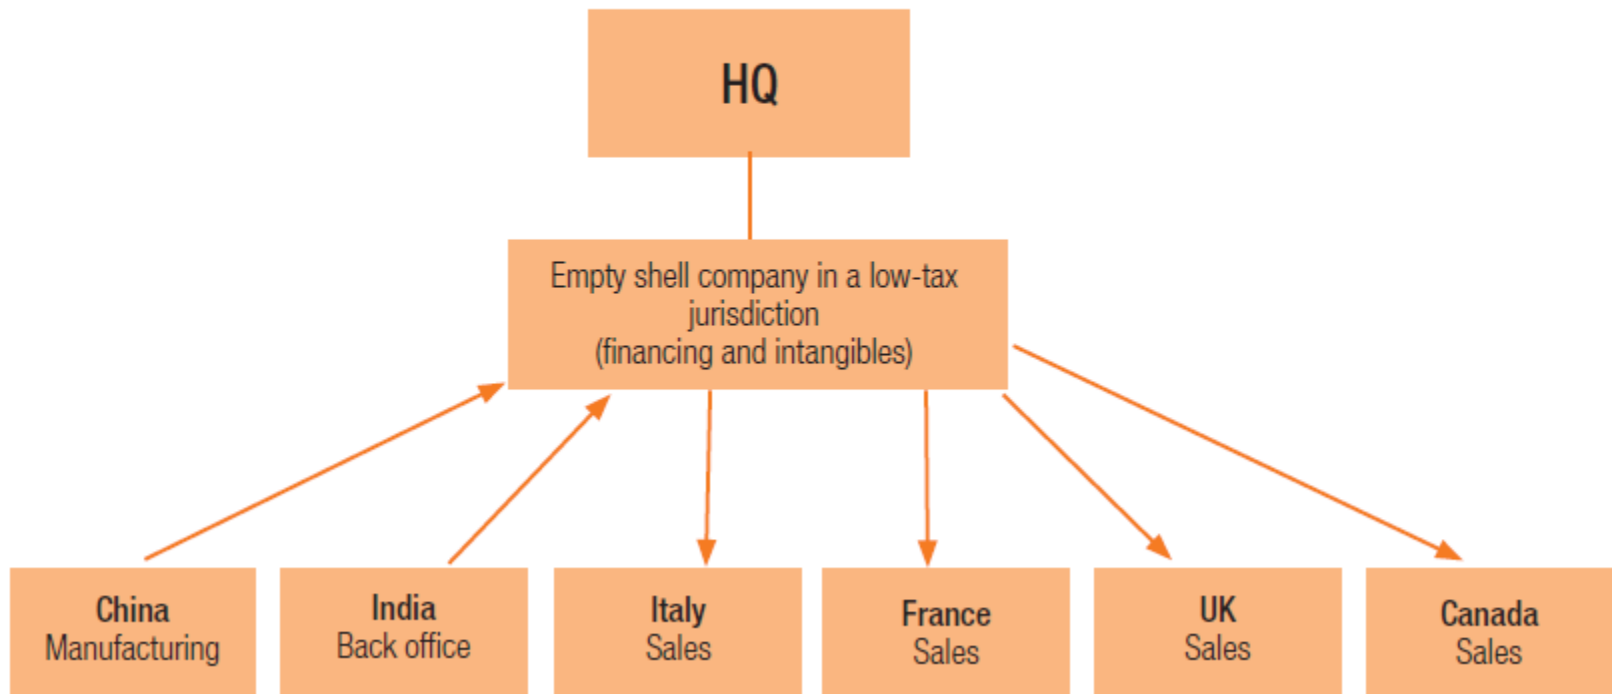 HQ
Empty shell company in a low-tax
jurisdiction
(financing and intangibles)
China
Manufacturing
India
Back office
Italy
Sales
France
Sales
UK
Sales
Canada
Sales